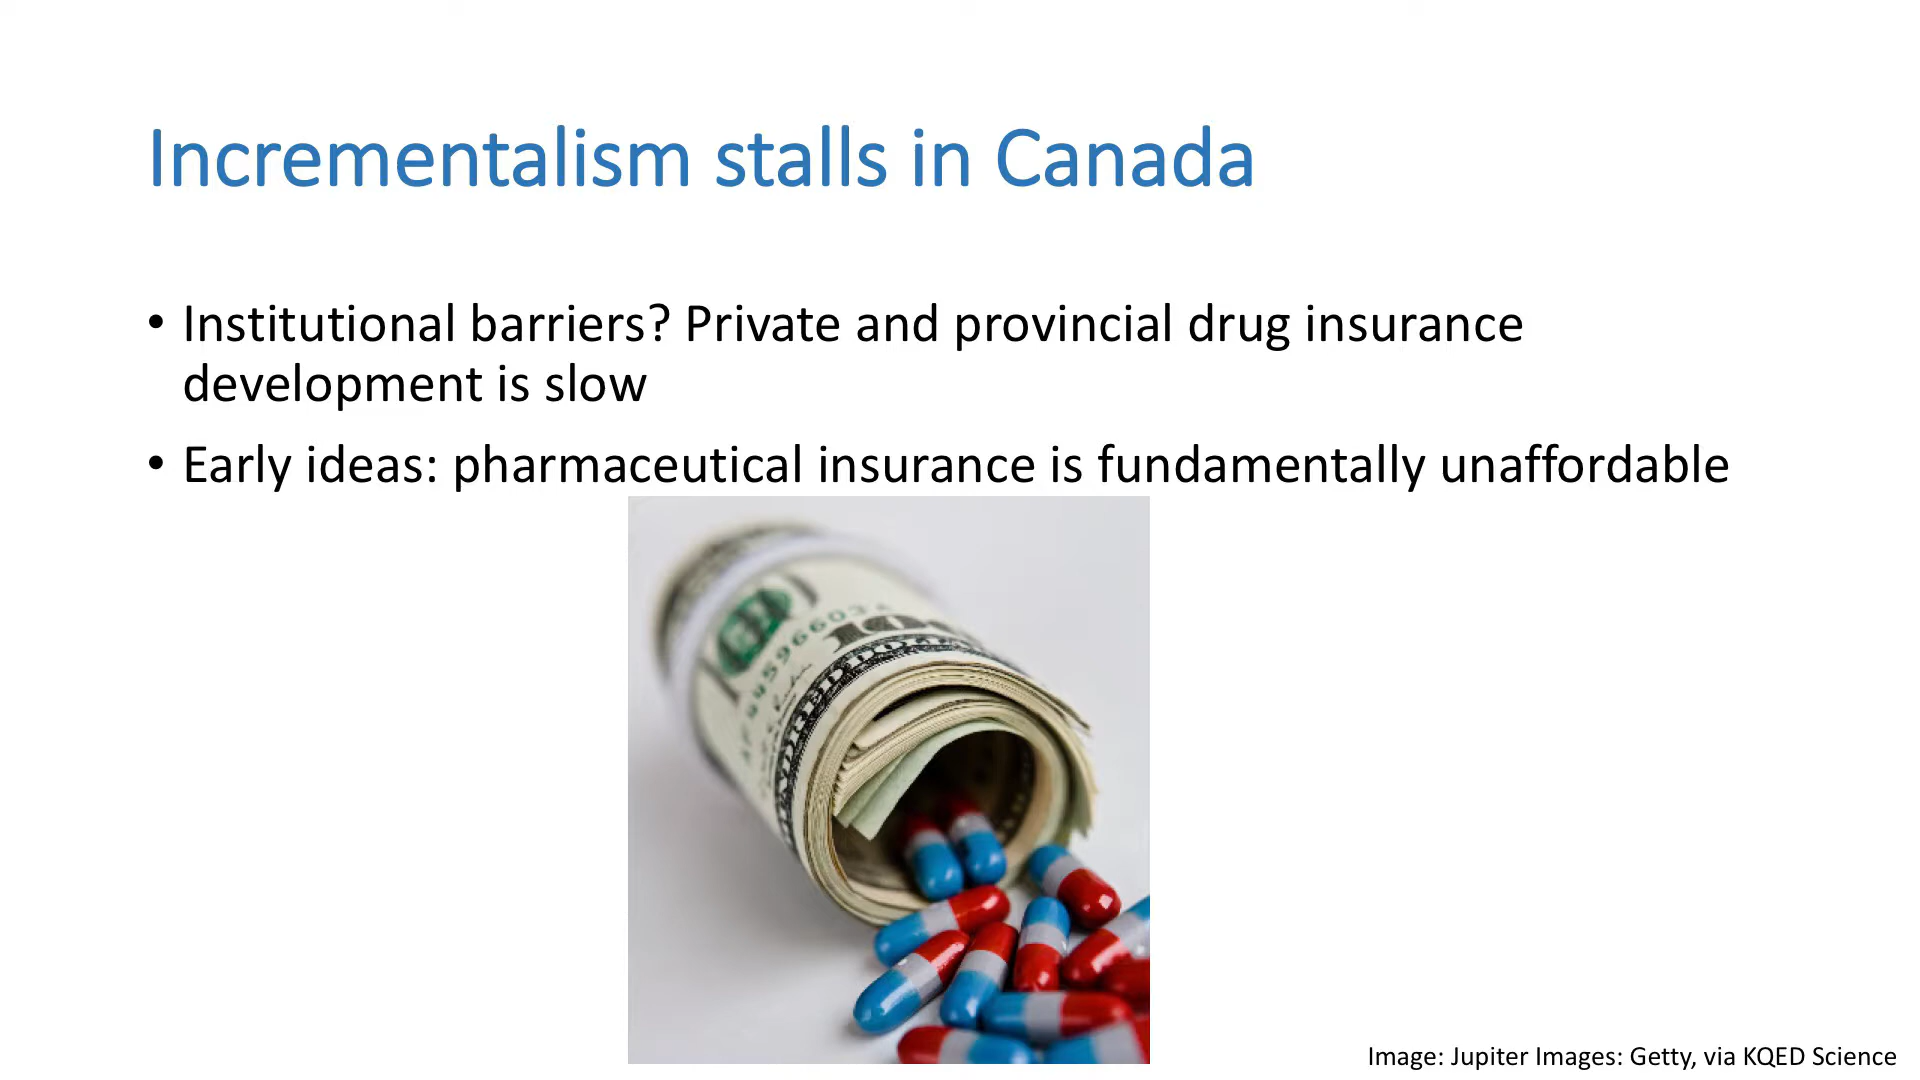 Incrementalism stalls in Canada
• Institutional barriers? Private and provincial drug insurance
development is slow
• Early ideas: pharmaceutical insurance is fundamentally unaffordable
100
Image: Jupiter Images: Getty, via KQED Science